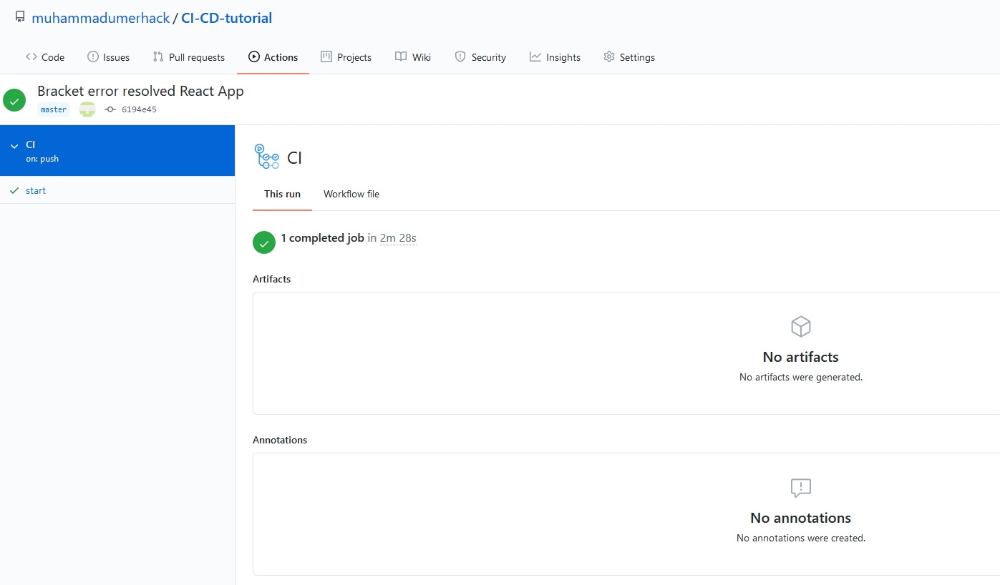 muhammadumerhack / CI-CD-tutorial
Code Issues Pull requests Actions Projects Wiki Security Insights Settings
Bracket error resolved React App
master 6194e45
CI
on: push
start
CI
This run Workflow file
1 completed job in 2m 28s
Artifacts
No artifacts
No artifacts were generated.
Annotations
No annotations
No annotations were created.